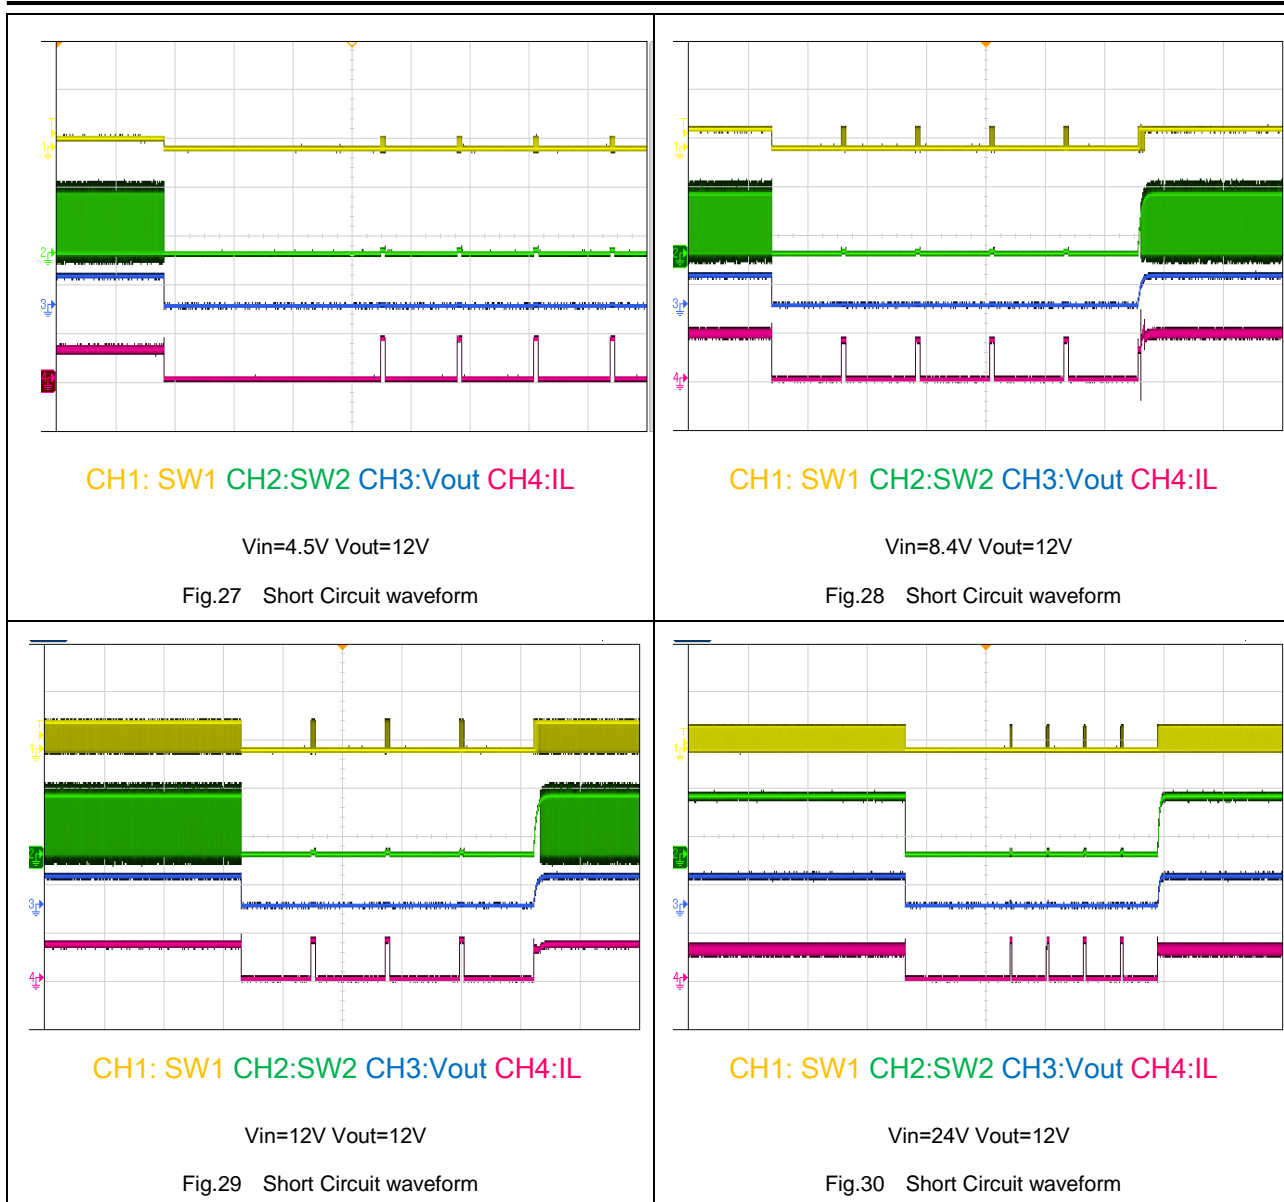 CH1: SW1 CH2:SW2 CH3:Vout CH4:IL
Vin=4.5V Vout=12V
Fig.27 Short Circuit waveform
CH1: SW1 CH2:SW2 CH3:Vout CH4:IL
Vin=8.4V Vout=12V
Fig.28 Short Circuit waveform
CH1: SW1 CH2:SW2 CH3:Vout CH4:IL
Vin=12V Vout=12V
Fig.29 Short Circuit waveform
CH1: SW1 CH2:SW2 CH3:Vout CH4:IL
Vin=24V Vout=12V
Fig.30 Short Circuit waveform